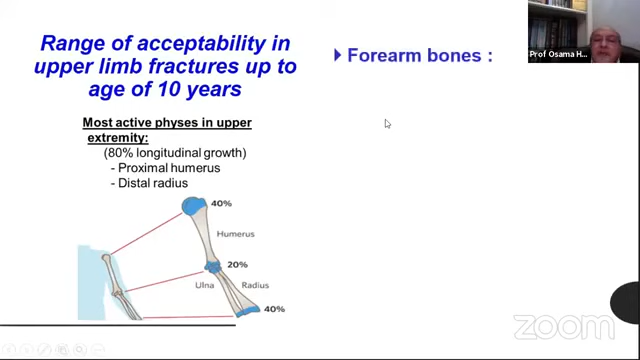 Range of acceptability in
upper limb fractures up to
age of 10 years
Most active physes in upper
extremity:
(80% longitudinal growth)
- Proximal humerus
- Distal radius
40%
Humerus
20%
Ulna
Radius
40%
Forearm bones :
Prof Osama H...
zoom